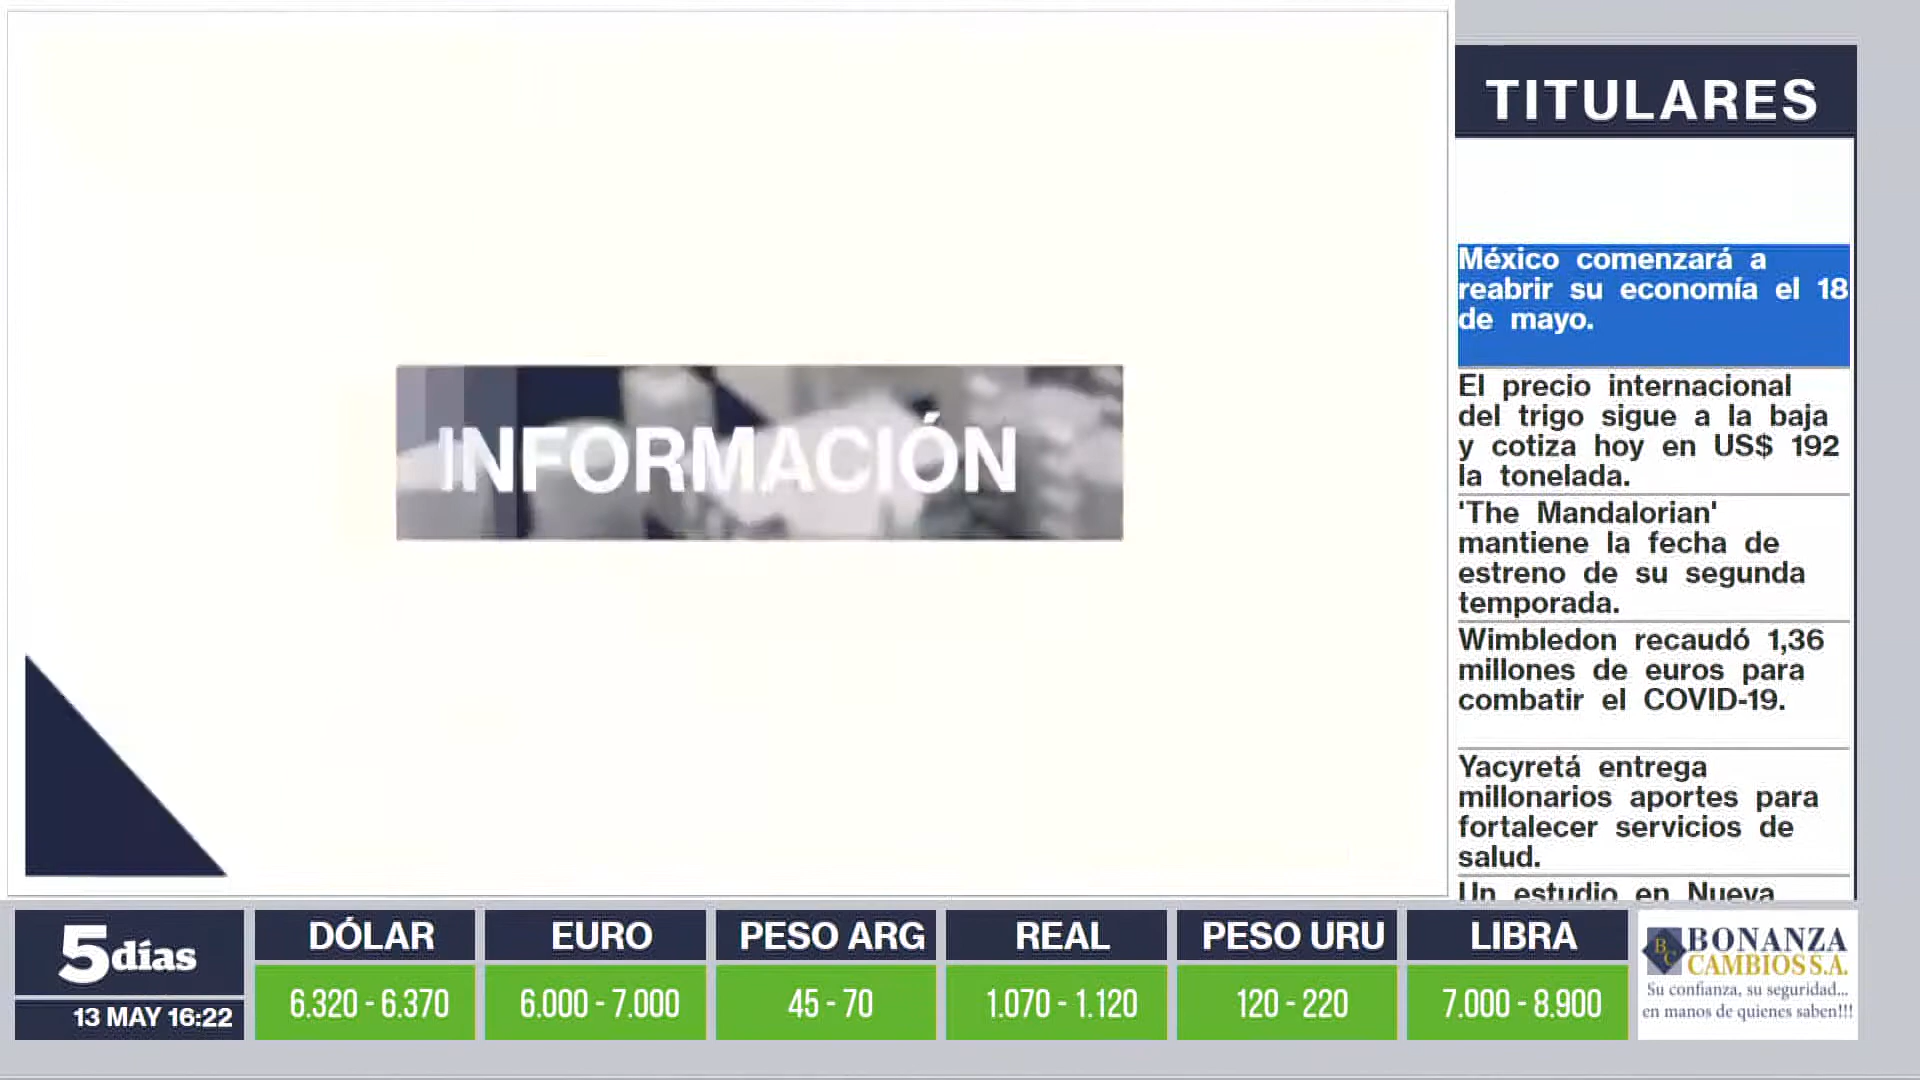 INFORMACIÓN
TITULARES
México comenzará a
reabrir su economía el 18
de mayo.
El precio internacional
del trigo sigue a la baja
y cotiza hoy en US$ 192
la tonelada.
'The Mandalorian'
mantiene la fecha de
estreno de su segunda
temporada.
Wimbledon recaudó 1,36
millones de euros para
combatir el COVID-19.
Yacyretá entrega
millonarios aportes para
fortalecer servicios de
salud.
Un estudio en Nueva
5días
13 MAY 16:22
DÓLAR
6.320 - 6.370
EURO
6.000 - 7.000
PESO ARG
45 - 70
REAL
1.070 - 1.120
PESO URU
120 - 220
LIBRA
7.000 - 8.900
BC
BONANZA
CAMBIOS S.A.
Su confianza, su seguridad...
en manos de quienes saben!!!